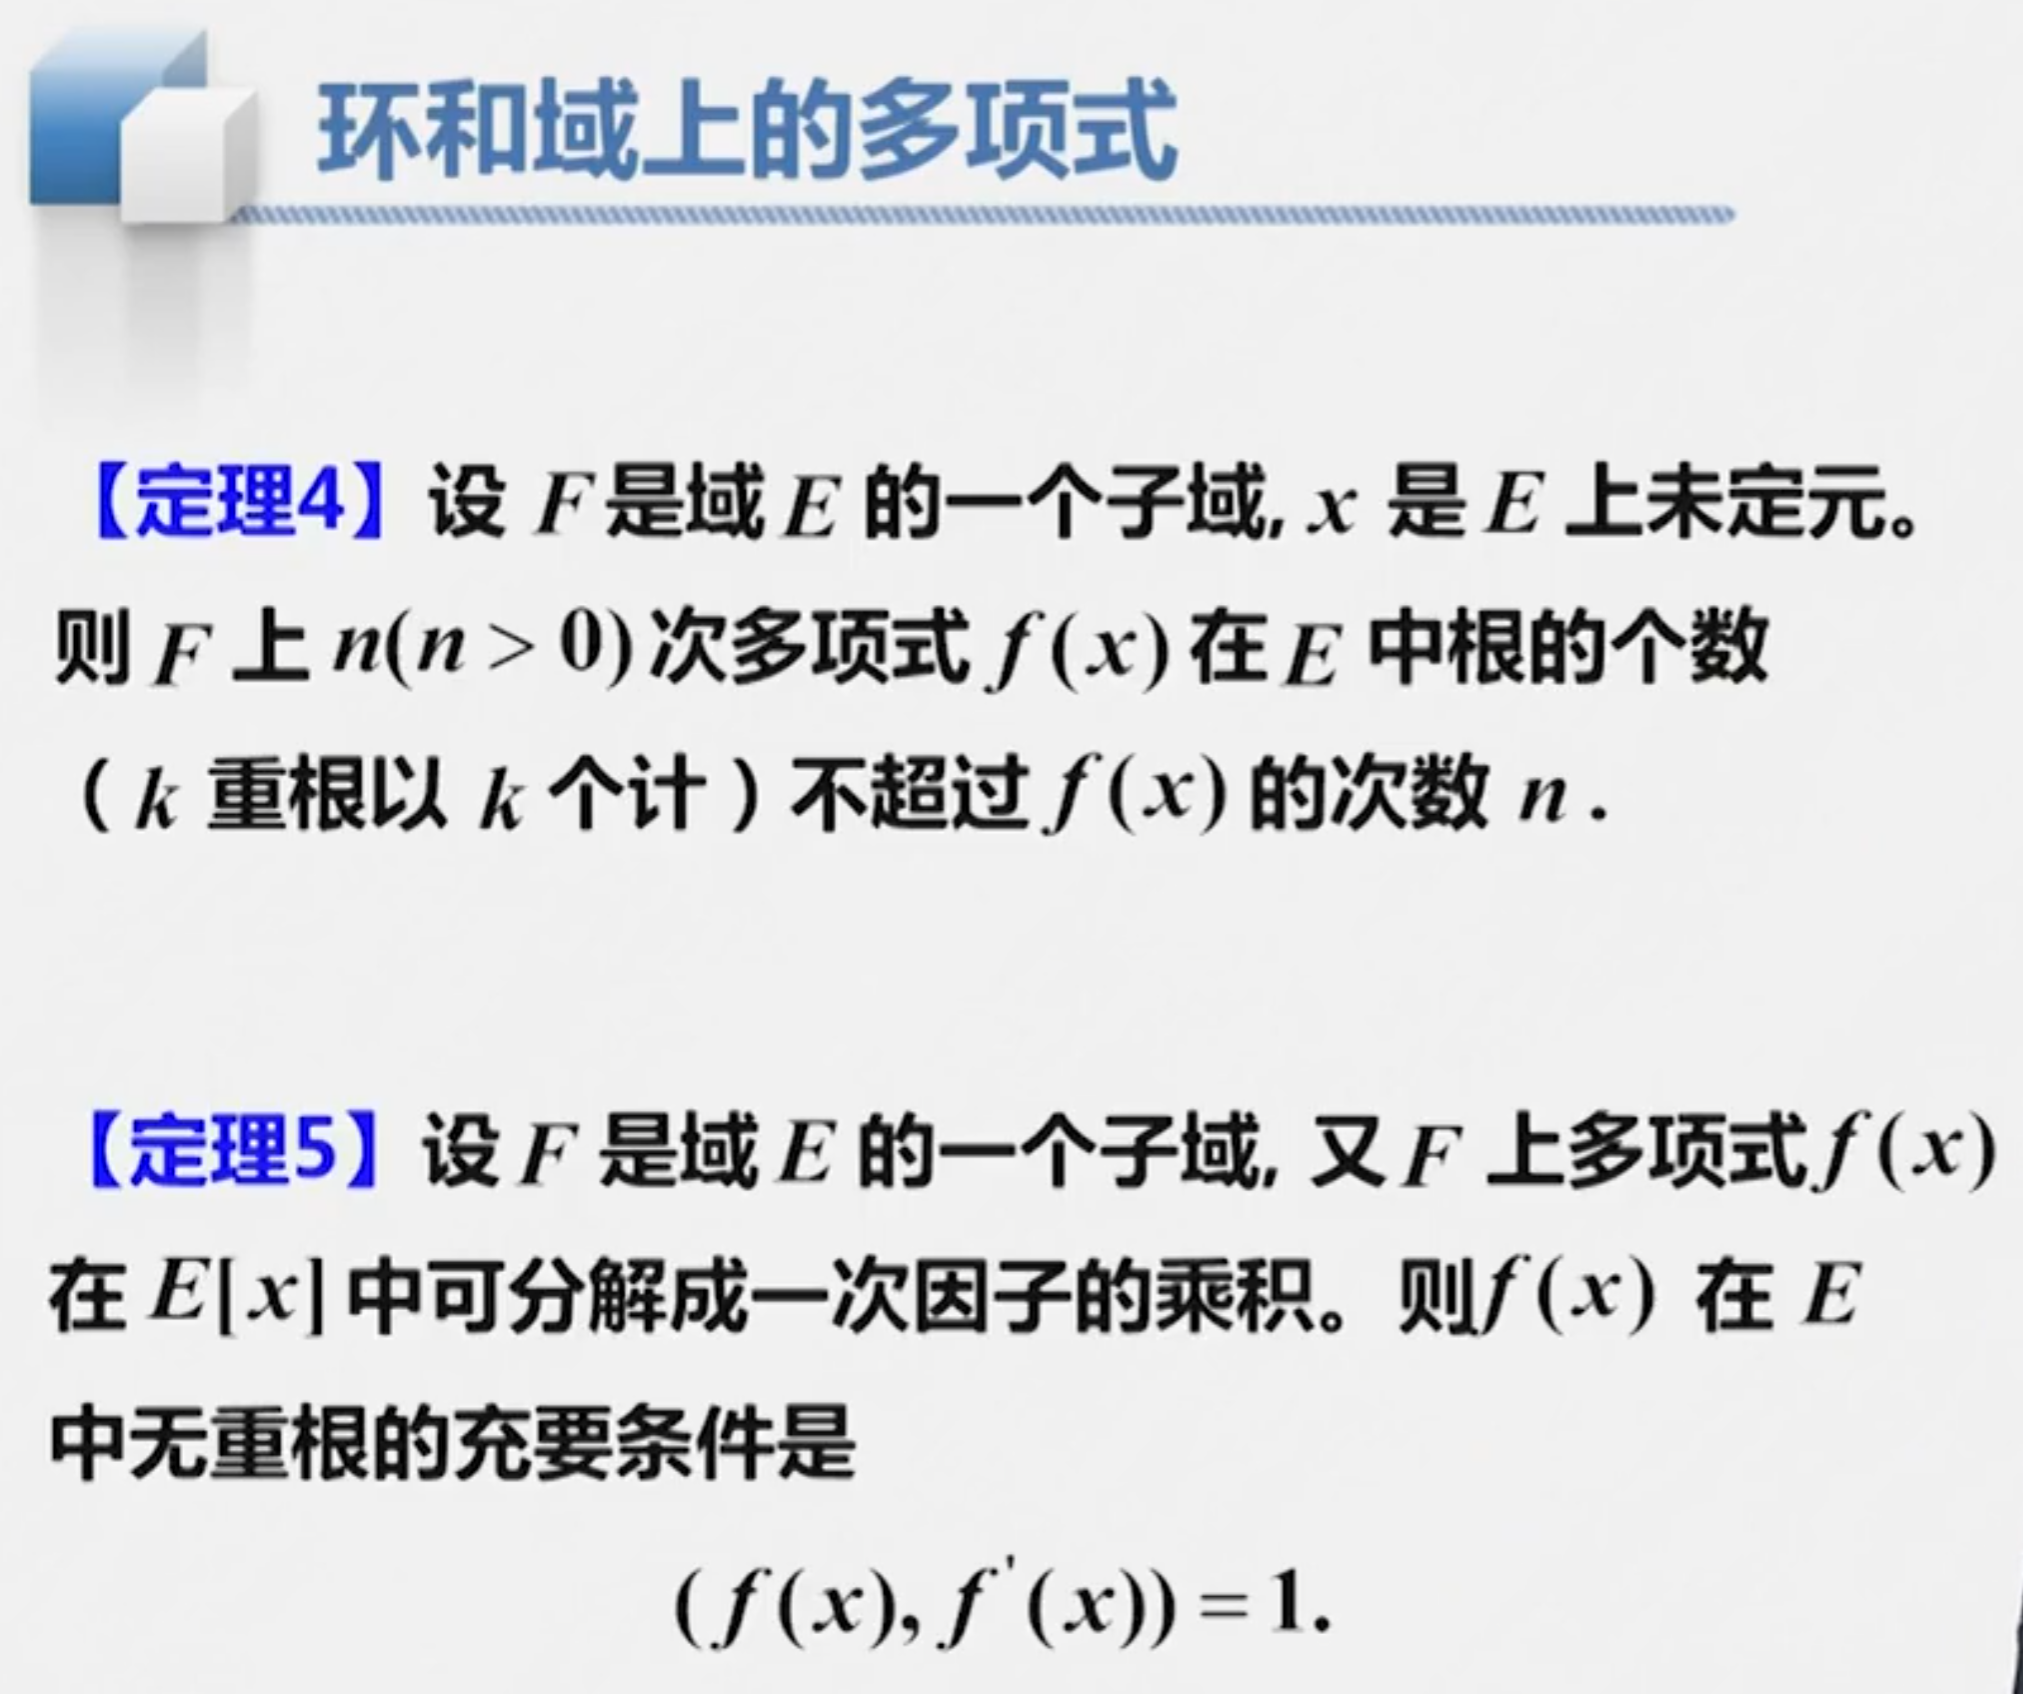 环和域上的多项式
【定理4】设 F 是域 E 的一个子域, x 是 E 上未定元。
则 F 上 n(n > 0) 次多项式 f(x) 在 E 中根的个数
（k 重根以 k 个计）不超过 f(x) 的次数 n .
【定理5】设 F 是域 E 的一个子域, 又 F 上多项式 f(x)
在 E[x] 中可分解成一次因子的乘积。则 f(x) 在 E
中无重根的充要条件是
(f(x), f'(x)) = 1.